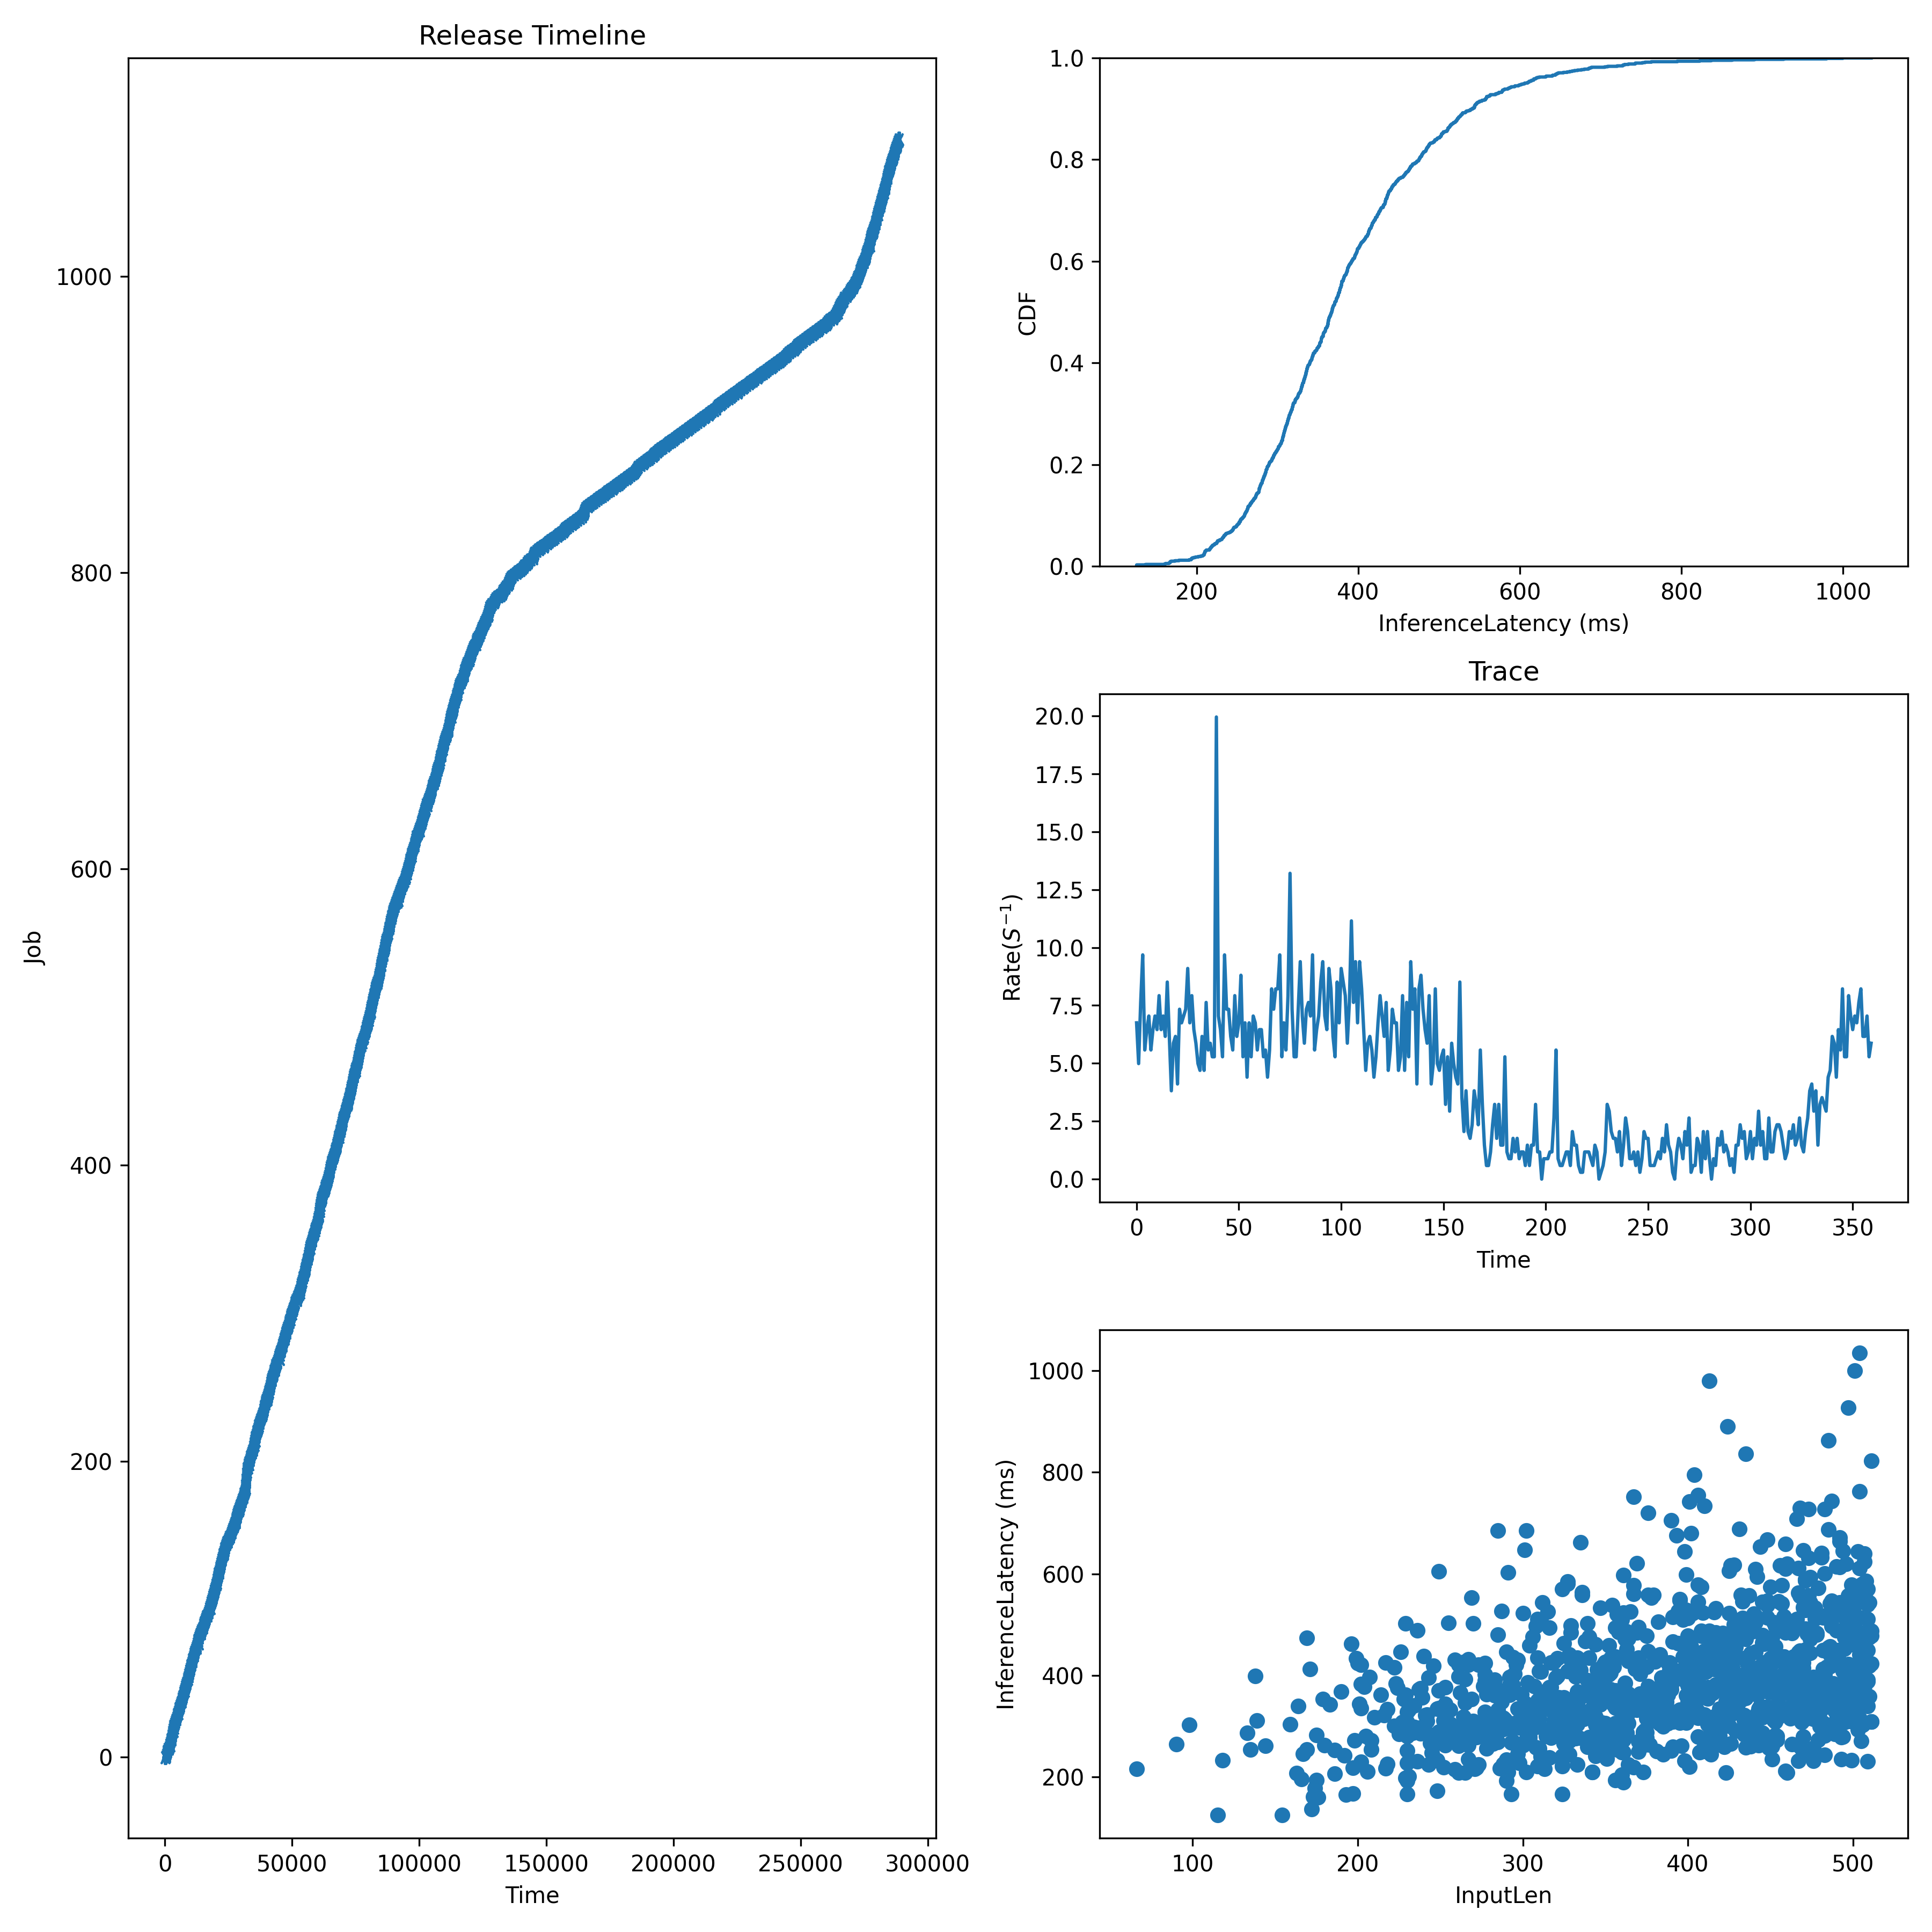 Release Timeline
Job
1000
800
600
400
200
0
0 50000 100000 150000 200000 250000 300000
Time
CDF
1.0
0.8
0.6
0.4
0.2
0.0
200 400 600 800 1000
InferenceLatency (ms)
Trace
Rate(S⁻¹)
20.0
17.5
15.0
12.5
10.0
7.5
5.0
2.5
0.0
0 50 100 150 200 250 300 350
Time
InferenceLatency (ms)
1000
800
600
400
200
100 200 300 400 500
InputLen